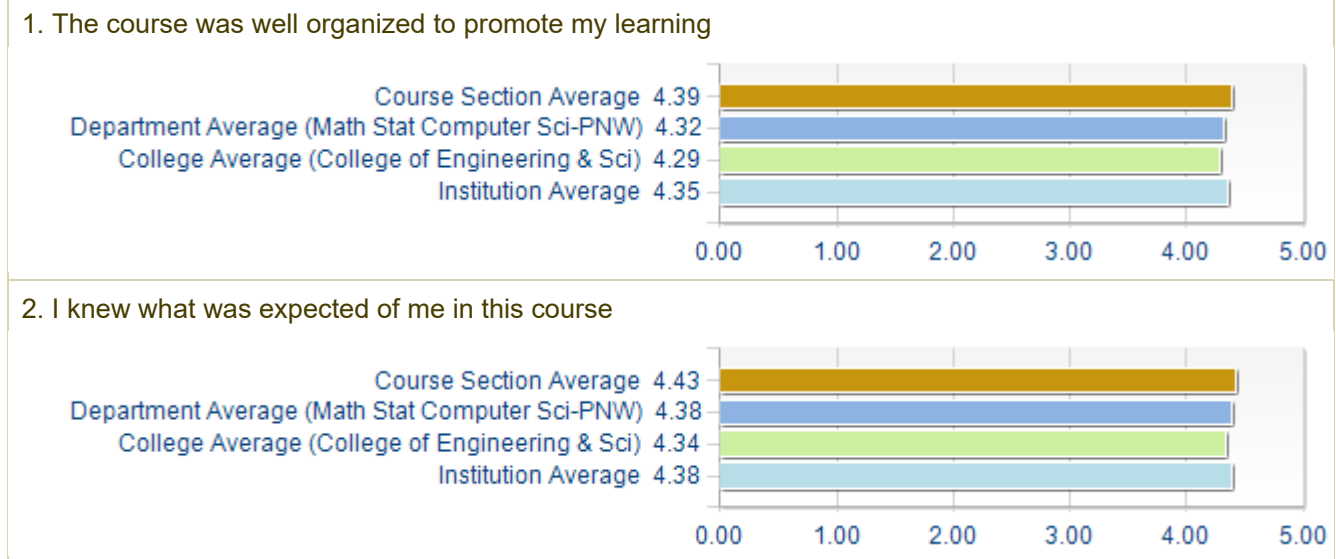 1. The course was well organized to promote my learning
Course Section Average 4.39
Department Average (Math Stat Computer Sci-PNW) 4.32
College Average (College of Engineering & Sci) 4.29
Institution Average 4.35
0.00 1.00 2.00 3.00 4.00 5.00
2. I knew what was expected of me in this course
Course Section Average 4.43
Department Average (Math Stat Computer Sci-PNW) 4.38
College Average (College of Engineering & Sci) 4.34
Institution Average 4.38
0.00 1.00 2.00 3.00 4.00 5.00